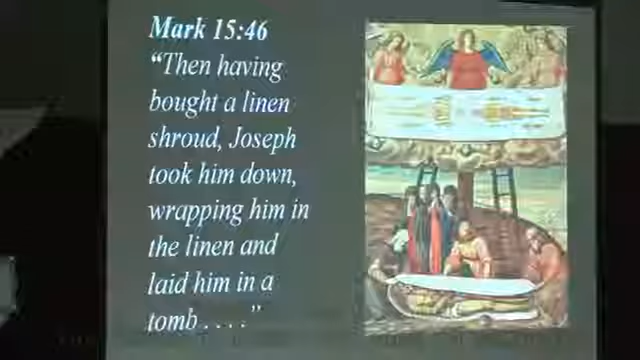 Mark 15:46
“Then having
bought a linen
shroud, Joseph
took him down,
wrapping him in
the linen and
laid him in a
tomb . . . .”